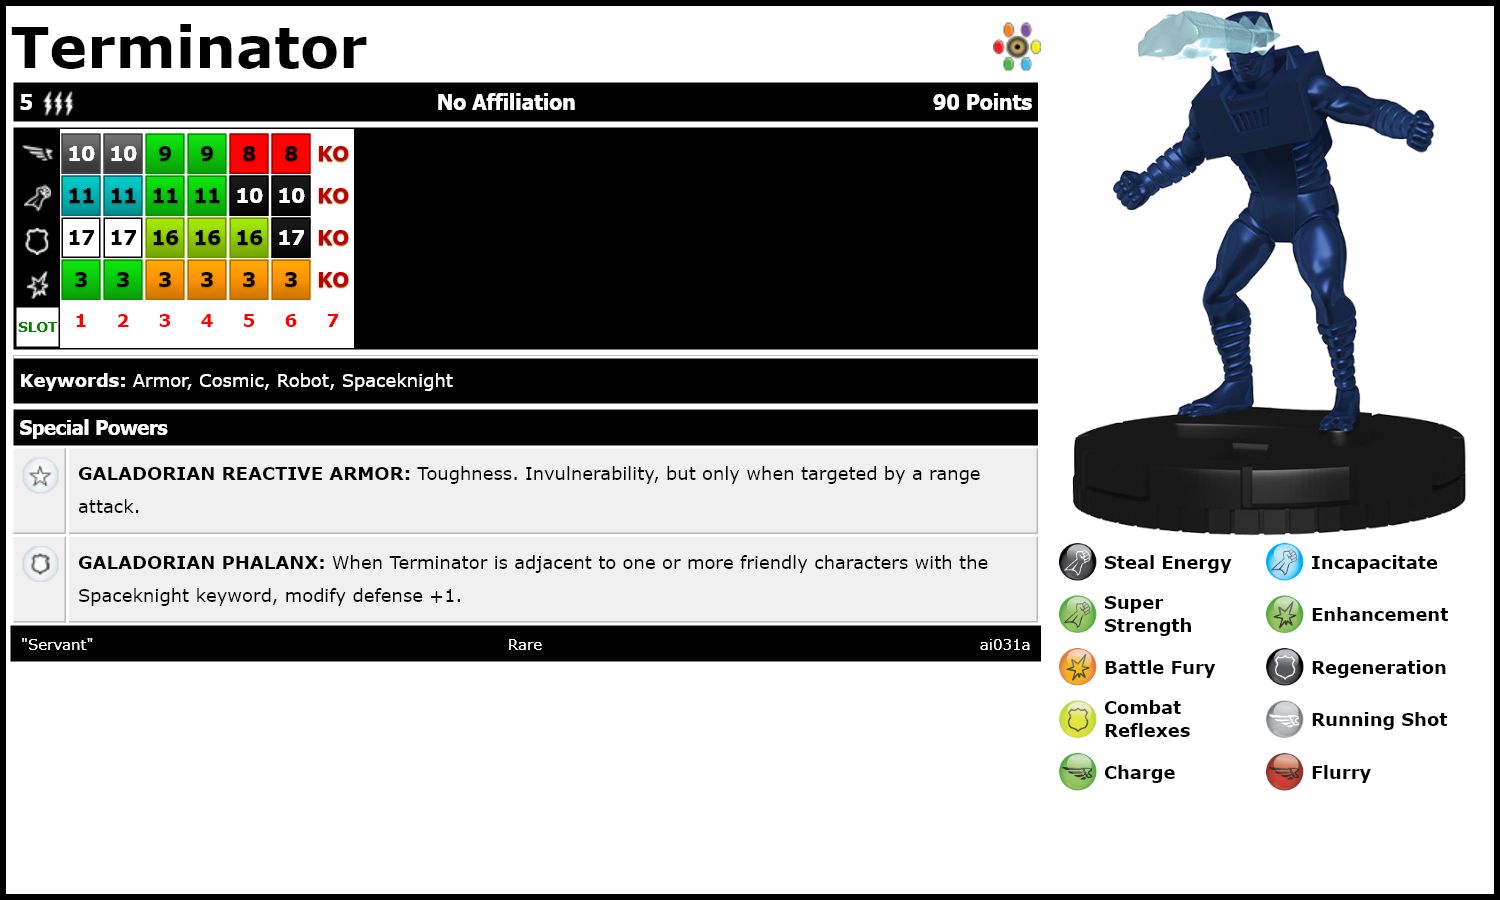 Terminator
5 No Affiliation 90 Points
10 10 9 9 8 8 KO
11 11 11 11 10 10 KO
17 17 16 16 16 17 KO
3 3 3 3 3 3 KO
SLOT 1 2 3 4 5 6 7
Keywords: Armor, Cosmic, Robot, Spaceknight
Special Powers
GALADORIAN REACTIVE ARMOR: Toughness. Invulnerability, but only when targeted by a range
attack.
GALADORIAN PHALANX: When Terminator is adjacent to one or more friendly characters with the
Spaceknight keyword, modify defense +1.
"Servant" Rare ai031a
Steal Energy Incapacitate
Super
Strength
Enhancement
Battle Fury Regeneration
Combat
Reflexes
Running Shot
Charge Flurry